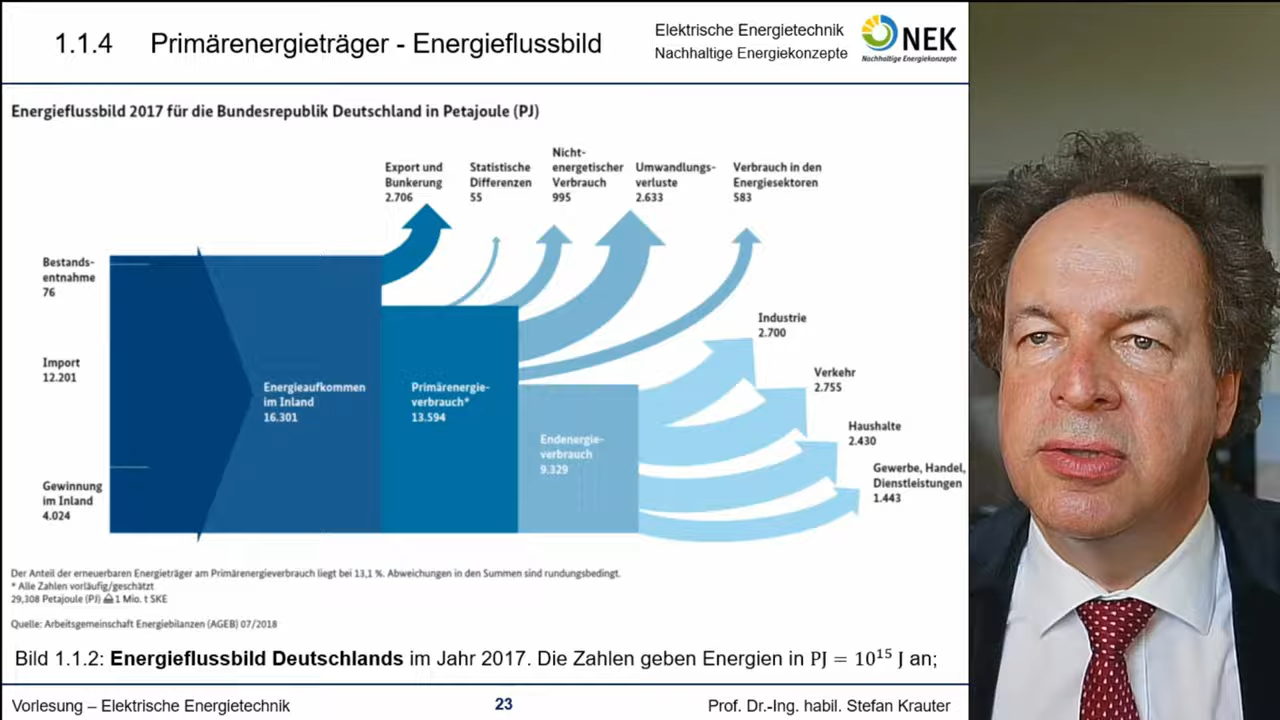 1.1.4 Primärenergieträger - Energieflussbild
Elektrische Energietechnik
Nachhaltige Energiekonzepte
NEK
Nachhaltige Energiekonzepte
Energieflussbild 2017 für die Bundesrepublik Deutschland in Petajoule (PJ)
Export und
Bunkerung
2.706
Statistische
Differenzen
55
Nicht-
energetischer
Verbrauch
995
Umwandlungs-
verluste
2.633
Verbrauch in den
Energiesektoren
583
Bestands-
entnahme
76
Import
12.201
Gewinnung
im Inland
4.024
Energieaufkommen
im Inland
16.301
Primärenergie-
verbrauch*
13.594
Endenergie-
verbrauch
9.329
Industrie
2.700
Verkehr
2.755
Haushalte
2.430
Gewerbe, Handel,
Dienstleistungen
1.443
Der Anteil der erneuerbaren Energieträger am Primärenergieverbrauch liegt bei 13,1 %. Abweichungen in den Summen sind rundungsbedingt.
* Alle Zahlen vorläufig/geschätzt
29,308 Petajoule (PJ) ≙ 1 Mio. t SKE
Quelle: Arbeitsgemeinschaft Energiebilanzen (AGEB) 07/2018
Bild 1.1.2: Energieflussbild Deutschlands im Jahr 2017. Die Zahlen geben Energien in PJ = 10¹⁵ J an;
Vorlesung – Elektrische Energietechnik
23
Prof. Dr.-Ing. habil. Stefan Krauter